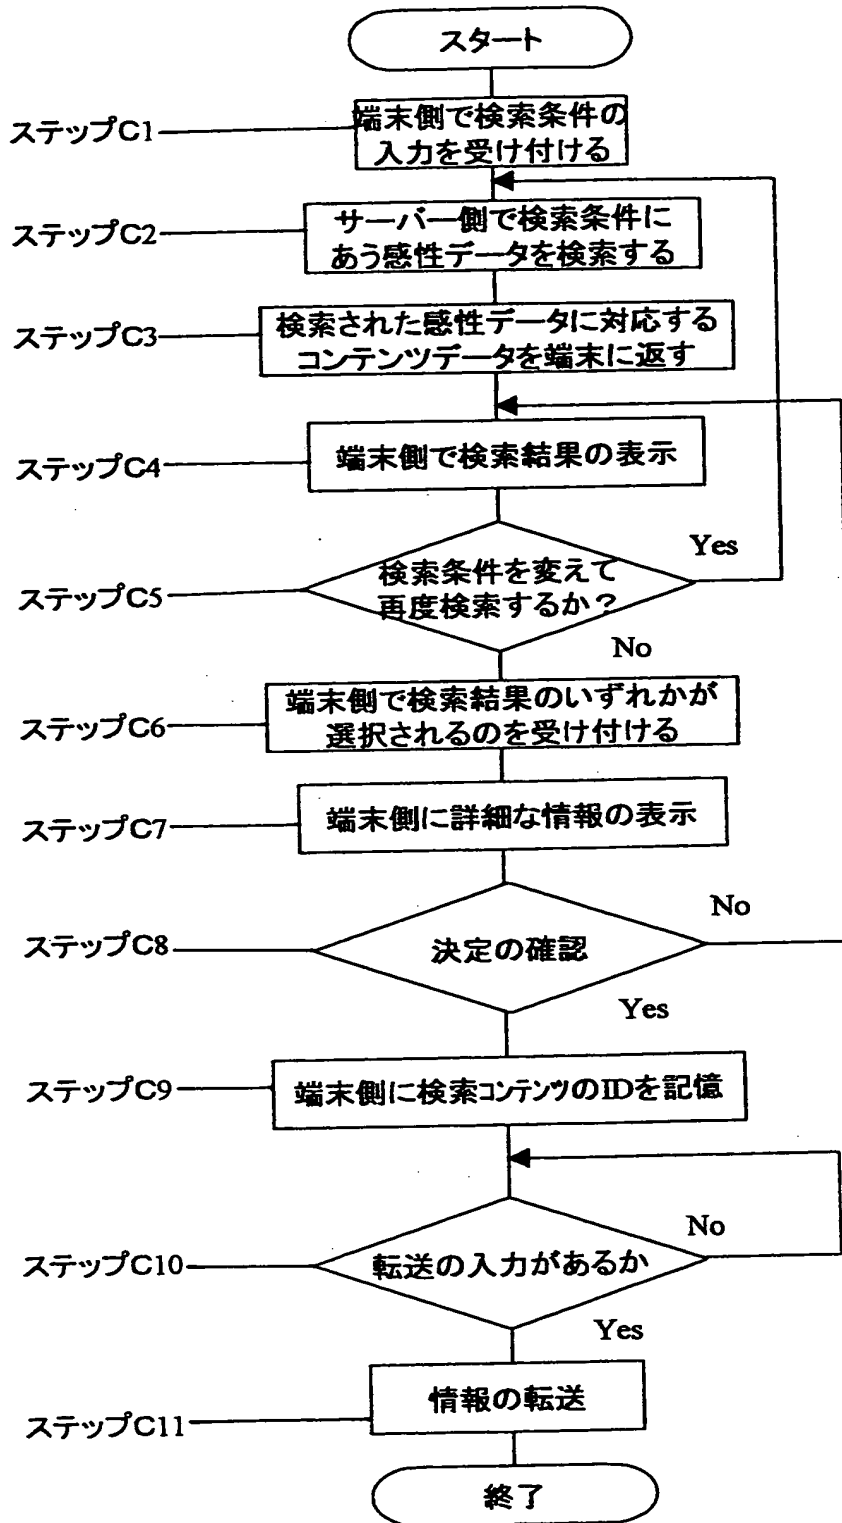 スタート
ステップC1
端末側で検索条件の
入力を受け付ける
ステップC2
サーバー側で検索条件に
あう感性データを検索する
ステップC3
検索された感性データに対応する
コンテンツデータを端末に返す
ステップC4
端末側で検索結果の表示
ステップC5
検索条件を変えて
再度検索するか?
Yes
No
ステップC6
端末側で検索結果のいずれかが
選択されるのを受け付ける
ステップC7
端末側に詳細な情報の表示
ステップC8
決定の確認
No
Yes
ステップC9
端末側に検索コンテンツのIDを記憶
ステップC10
転送の入力があるか
No
Yes
ステップC11
情報の転送
終了